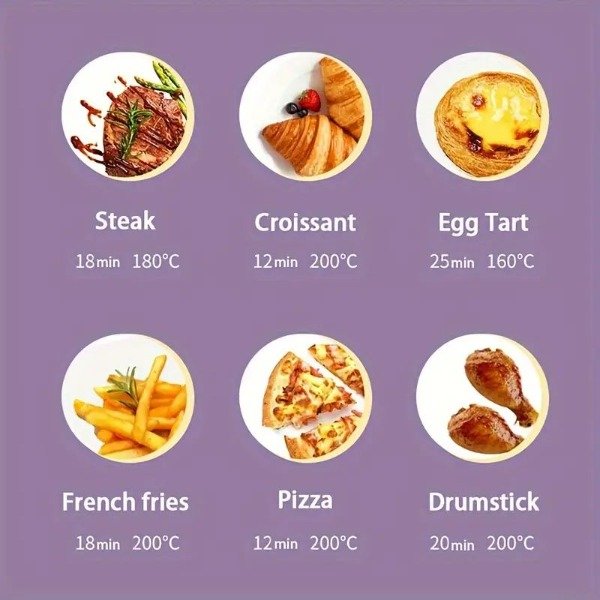 Steak Croissant Egg Tart
18min 180°C 12min 200°C 25min 160°C
French fries Pizza Drumstick
18min 200°C 12min 200°C 20min 200°C